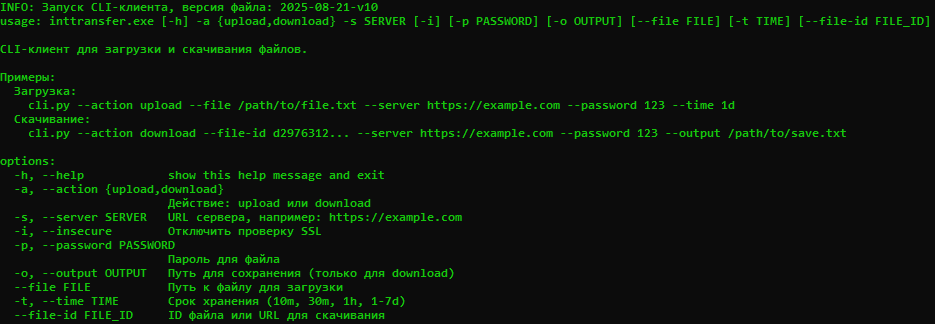 INFO: Запуск CLI-клиента, версия файла: 2025-08-21-v10
usage: inttransfer.exe [-h] -a {upload,download} -s SERVER [-i] [-p PASSWORD] [-o OUTPUT] [--file FILE] [-t TIME] [--file-id FILE_ID]
CLI-клиент для загрузки и скачивания файлов.
Примеры:
Загрузка:
cli.py --action upload --file /path/to/file.txt --server https://example.com --password 123 --time 1d
Скачивание:
cli.py --action download --file-id d2976312... --server https://example.com --password 123 --output /path/to/save.txt
options:
-h, --help show this help message and exit
-a, --action {upload,download}
Действие: upload или download
-s, --server SERVER URL сервера, например: https://example.com
-i, --insecure Отключить проверку SSL
-p, --password PASSWORD
Пароль для файла
-o, --output OUTPUT Путь для сохранения (только для download)
--file FILE Путь к файлу для загрузки
-t, --time TIME Срок хранения (10m, 30m, 1h, 1-7d)
--file-id FILE_ID ID файла или URL для скачивания